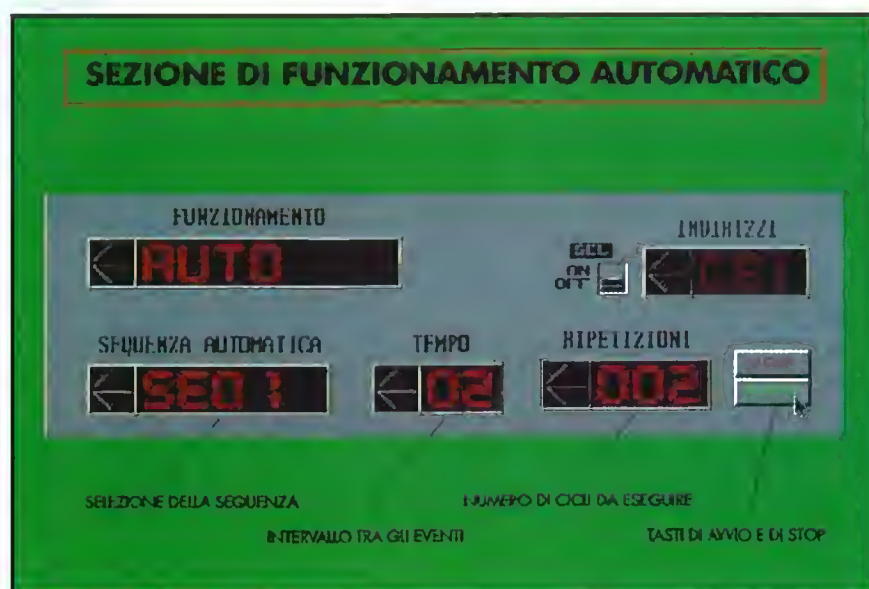 SEZIONE DI FUNZIONAMENTO AUTOMATICO
FUNZIONAMENTO
INDIRIZZI
AUTO
SEL
ON
OFF
SEQUENZA AUTOMATICA
TEMPO
RIPETIZIONI
SEQ 1
02
002
SELEZIONE DELLA SEQUENZA
NUMERO DI CICLI DA ESEGUIRE
INTERVALLO TRA GLI EVENTI
TASTI DI AVVIO E DI STOP